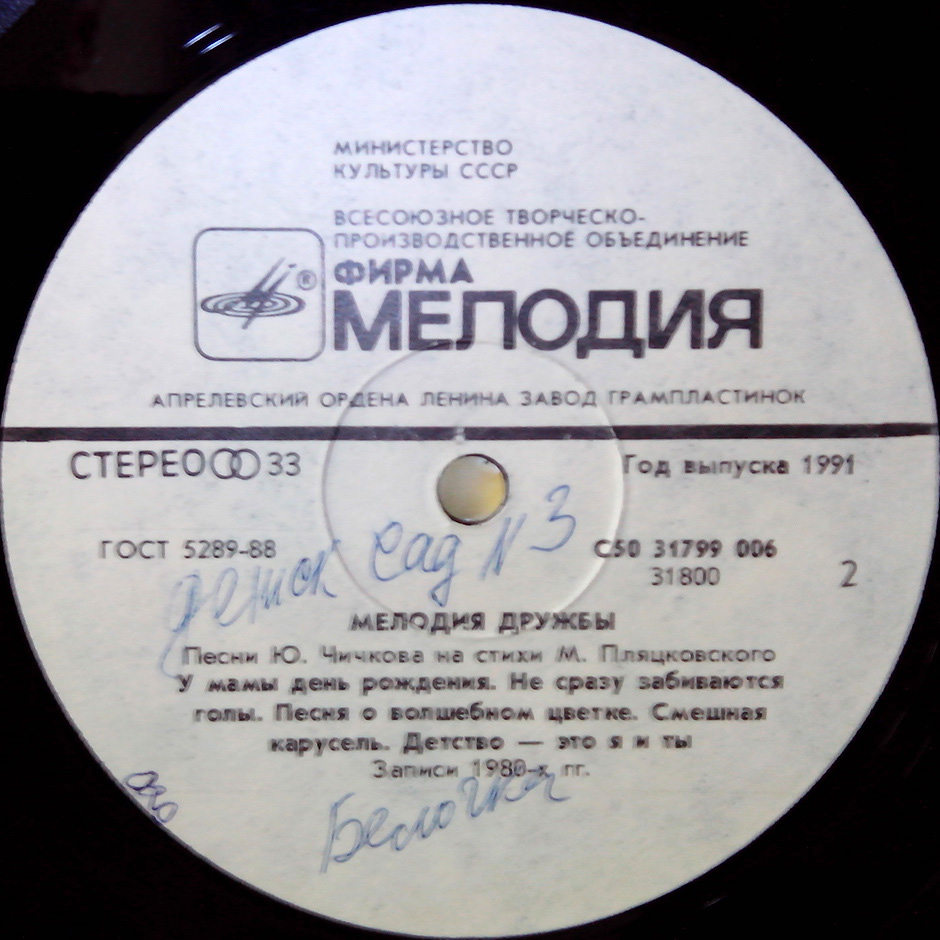 МИНИСТЕРСТВО
КУЛЬТУРЫ СССР
ВСЕСОЮЗНОЕ ТВОРЧЕСКО-
ПРОИЗВОДСТВЕННОЕ ОБЪЕДИНЕНИЕ
ФИРМА
®
МЕЛОДИЯ
АПРЕЛЕВСКИЙ ОРДЕНА ЛЕНИНА ЗАВОД ГРАМПЛАСТИНОК
СТЕРЕО 33
Год выпуска 1991
ГОСТ 5289-88
С50 31799 006
31800
2
сад N 3
МЕЛОДИЯ ДРУЖБЫ
Песни Ю. Чичкова на стихи М. Пляцковского
У мамы день рождения. Не сразу забиваются
голы. Песня о волшебном цветке. Смешная
карусель. Детство — это я и ты
Записи 1980-х гг.
Белочка